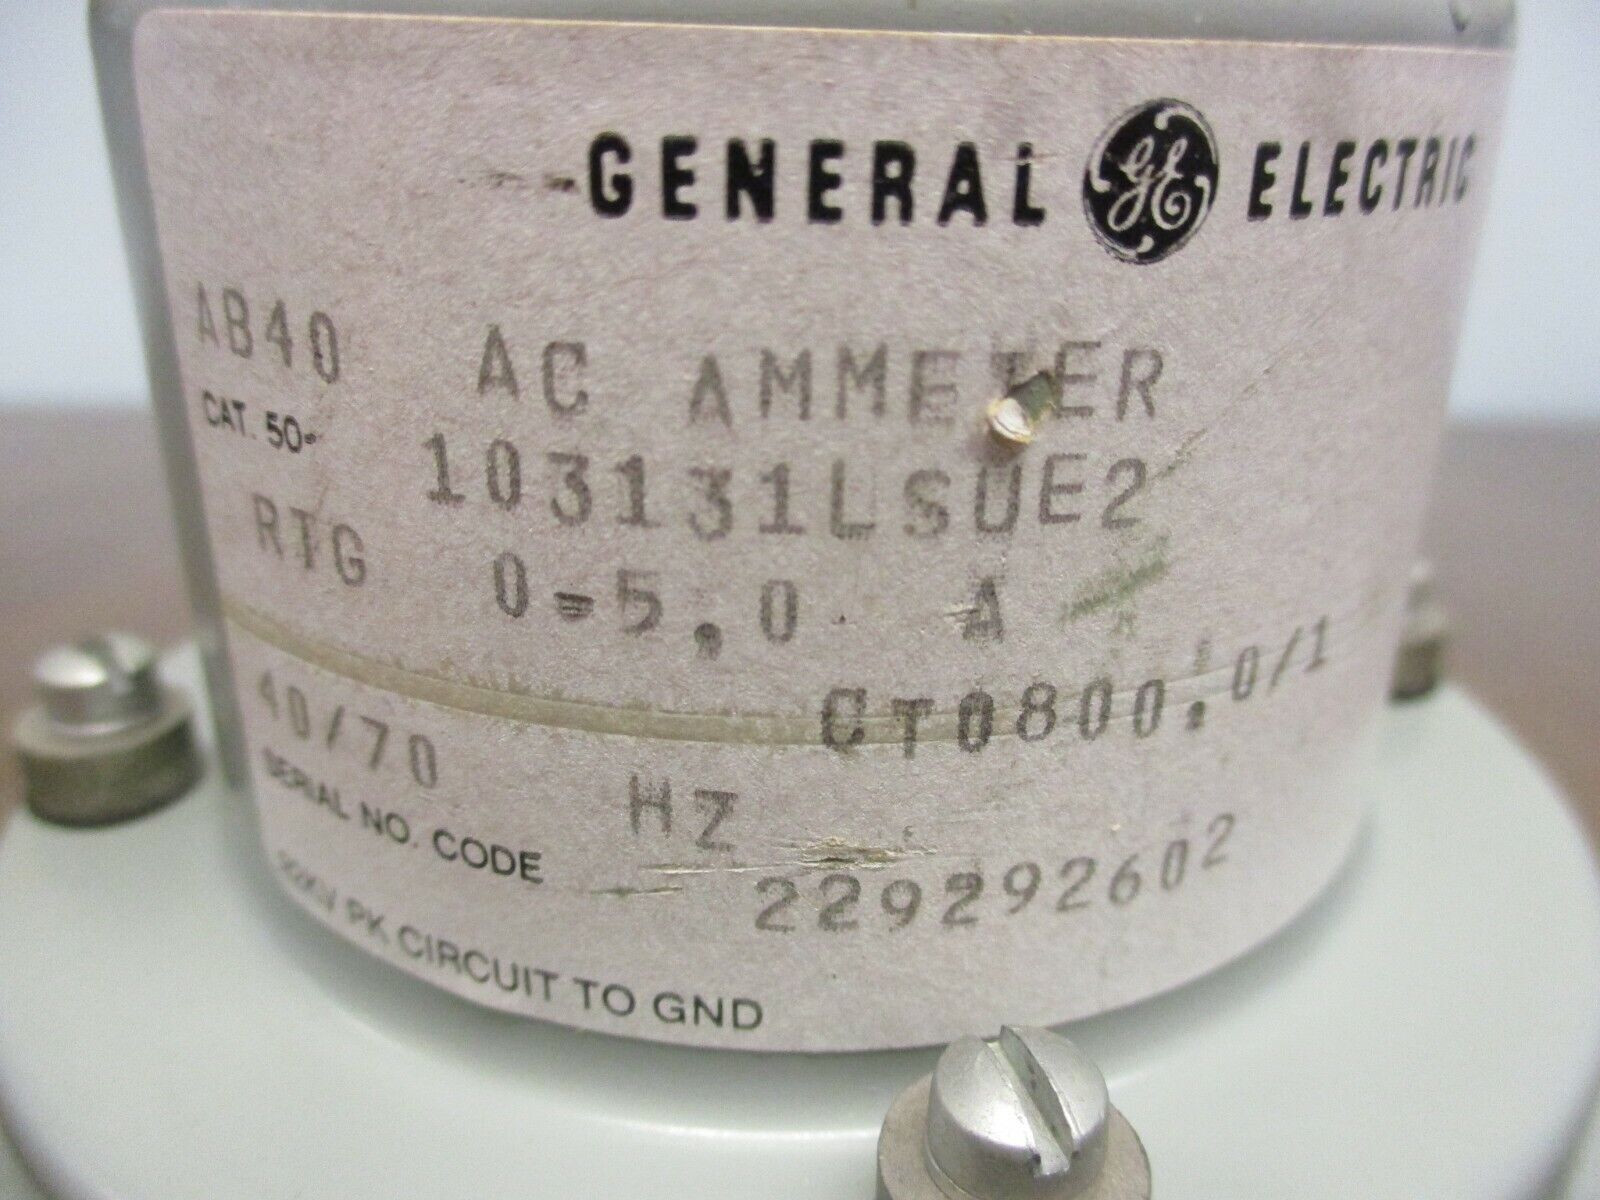 GENERAL GE ELECTRIC
AB40 AC AMMETER
CAT. 50- 103131LSUE2
RTG 0-5.0 A
CT0800.0/1
40/70 HZ
SERIAL NO. CODE 229292602
PK CIRCUIT TO GND